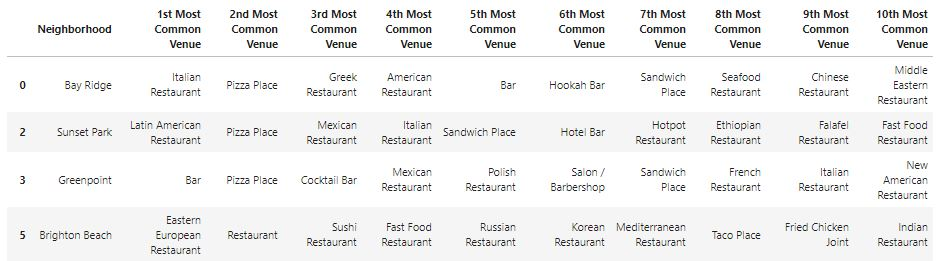 Neighborhood 1st Most Common Venue 2nd Most Common Venue 3rd Most Common Venue 4th Most Common Venue 5th Most Common Venue 6th Most Common Venue 7th Most Common Venue 8th Most Common Venue 9th Most Common Venue 10th Most Common Venue
0 Bay Ridge Italian Restaurant Pizza Place Greek Restaurant American Restaurant Bar Hookah Bar Sandwich Place Seafood Restaurant Chinese Restaurant Middle Eastern Restaurant
2 Sunset Park Latin American Restaurant Pizza Place Mexican Restaurant Italian Restaurant Sandwich Place Hotel Bar Hotpot Restaurant Ethiopian Restaurant Falafel Restaurant Fast Food Restaurant
3 Greenpoint Bar Pizza Place Cocktail Bar Mexican Restaurant Polish Restaurant Salon / Barbershop Sandwich Place French Restaurant Italian Restaurant New American Restaurant
5 Brighton Beach Eastern European Restaurant Restaurant Sushi Restaurant Fast Food Restaurant Russian Restaurant Korean Restaurant Mediterranean Restaurant Taco Place Fried Chicken Joint Indian Restaurant